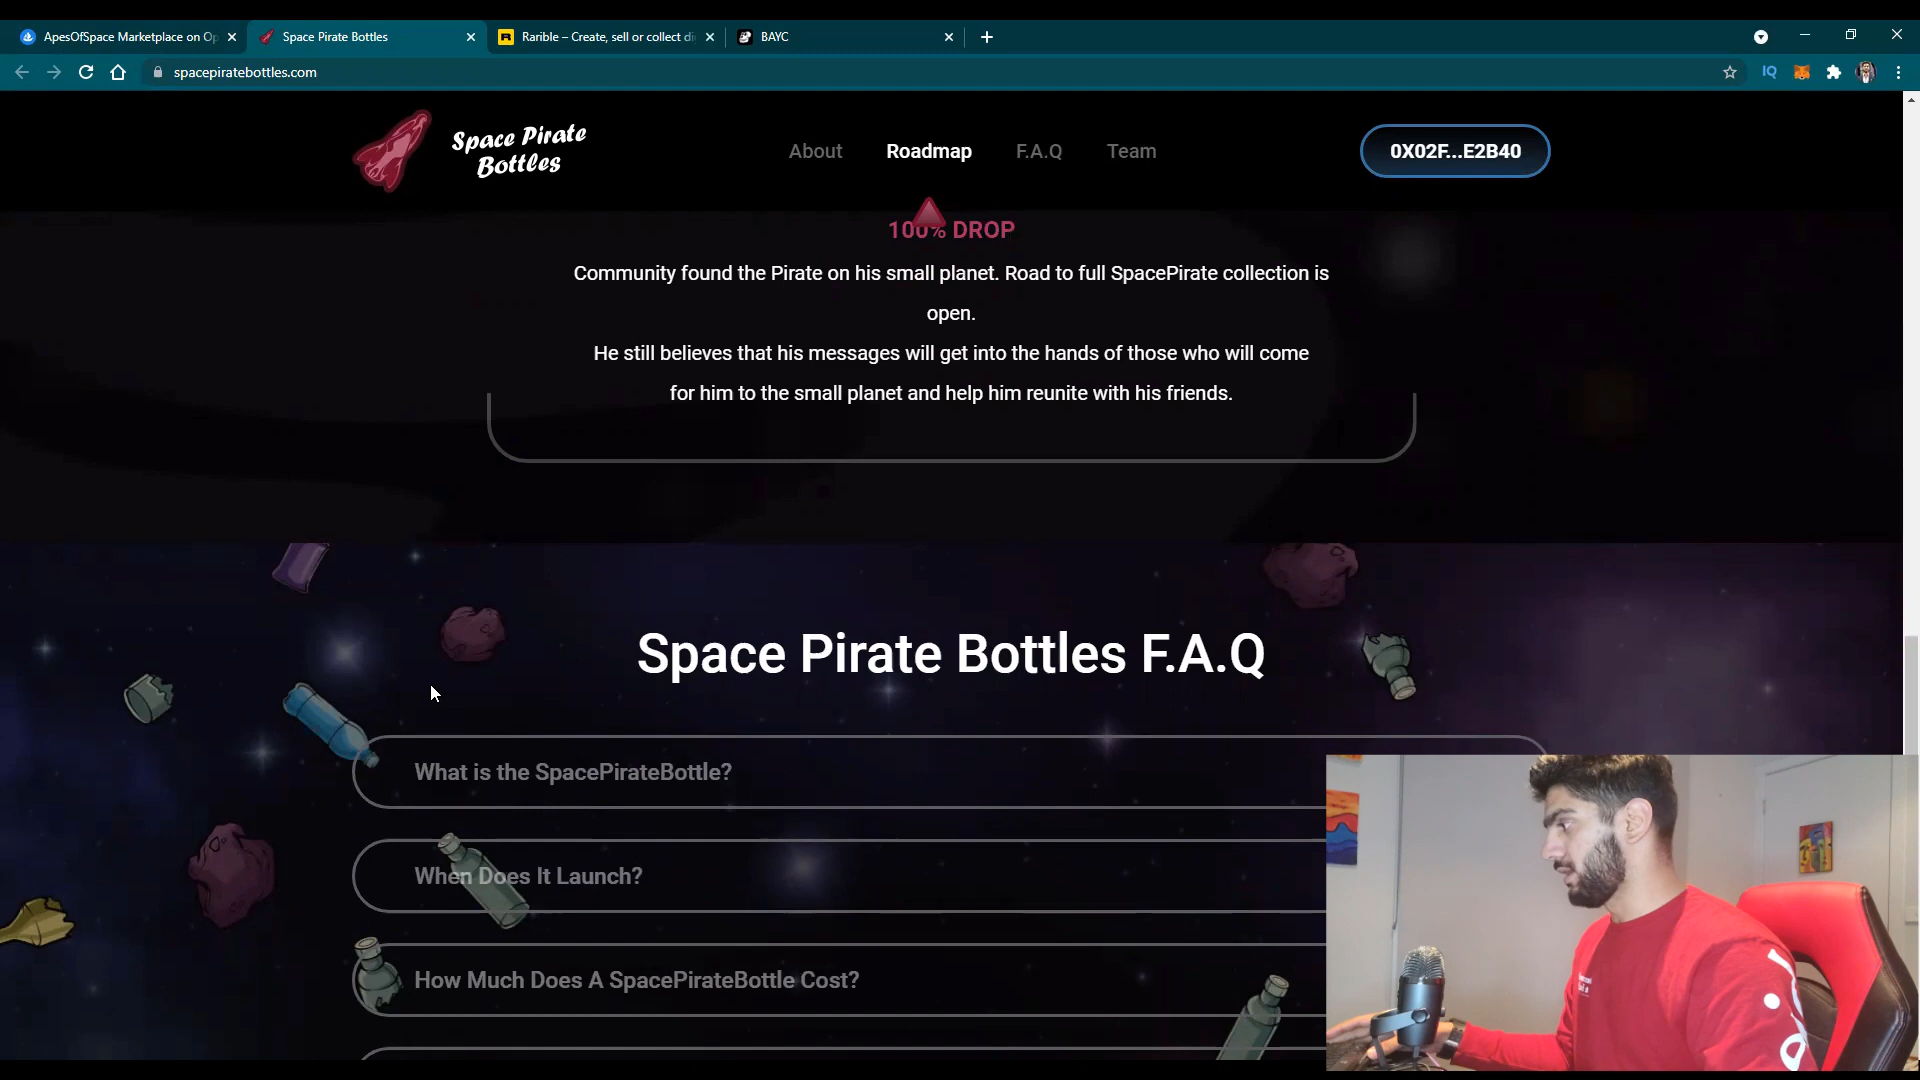 ApesOfSpace Marketplace on Op
Space Pirate Bottles
Rarible – Create, sell or collect di
BAYC
spacepiratebottles.com
IQ
Space Pirate
Bottles
About
Roadmap
F.A.Q
Team
0X02F...E2B40
100% DROP
Community found the Pirate on his small planet. Road to full SpacePirate collection is
open.
He still believes that his messages will get into the hands of those who will come
for him to the small planet and help him reunite with his friends.
Space Pirate Bottles F.A.Q
What is the SpacePirateBottle?
When Does It Launch?
How Much Does A SpacePirateBottle Cost?